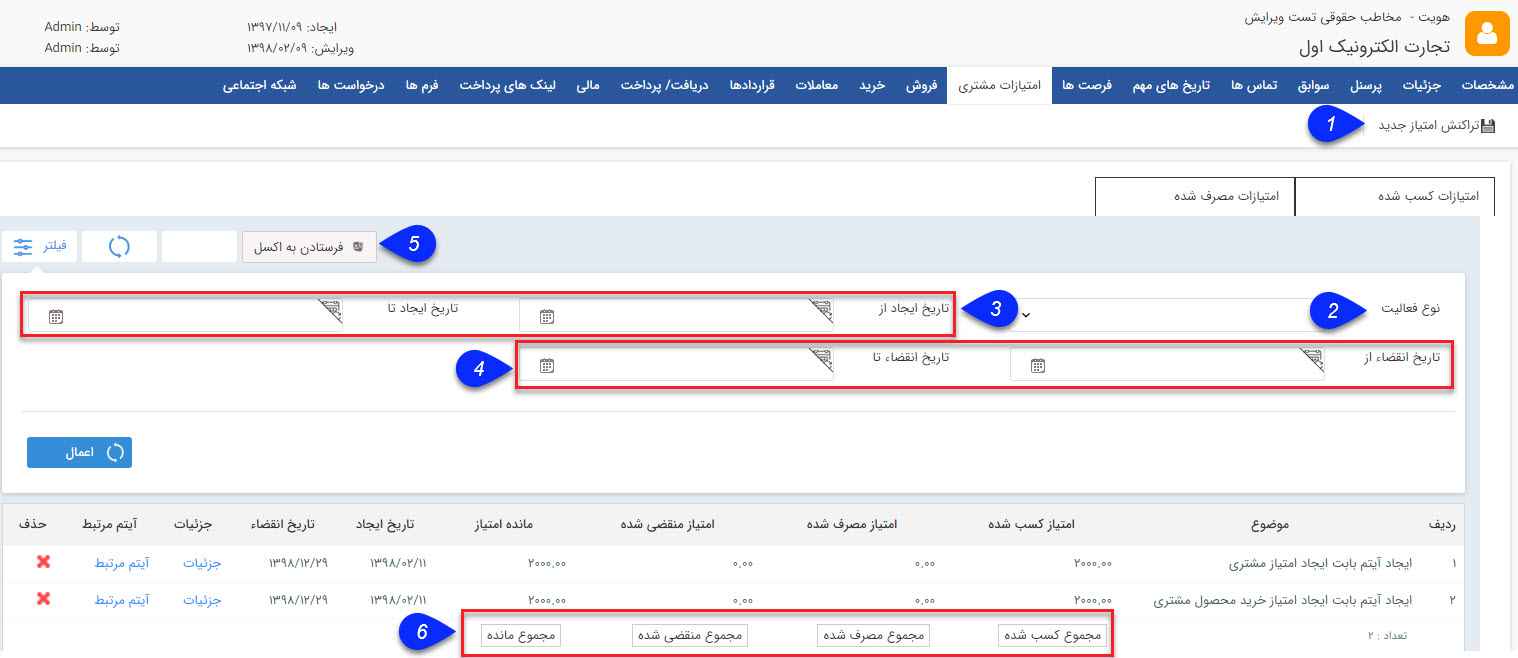 هویت - مخاطب حقوقی تست ویرایش
تجارت الکترونیک اول
ایجاد: ۱۳۹۷/۱۱/۰۹ توسط: Admin
ویرایش: ۱۳۹۸/۰۲/۰۹ توسط: Admin
مشخصات جزئیات پرسنل سوابق تماس ها تاریخ های مهم فرصت ها امتیازات مشتری فروش خرید معاملات قراردادها دریافت/ پرداخت مالی لینک های پرداخت فرم ها درخواست ها شبکه اجتماعی
تراکنش امتیاز جدید 1
امتیازات کسب شده امتیازات مصرف شده
5 فرستادن به اکسل فیلتر
نوع فعالیت 2 3 تاریخ ایجاد از تاریخ ایجاد تا
تاریخ انقضاء از تاریخ انقضاء تا 4
اعمال
ردیف موضوع امتیاز کسب شده امتیاز مصرف شده امتیاز منقضی شده مانده امتیاز تاریخ ایجاد تاریخ انقضاء جزئیات آیتم مرتبط حذف
۱ ایجاد آیتم بابت ایجاد امتیاز مشتری ۲۰۰۰,۰۰ ۰,۰۰ ۰,۰۰ ۲۰۰۰,۰۰ ۱۳۹۸/۰۲/۱۱ ۱۳۹۸/۱۲/۲۹ جزئیات آیتم مرتبط
۲ ایجاد آیتم بابت ایجاد امتیاز خرید محصول مشتری ۲۰۰۰,۰۰ ۰,۰۰ ۰,۰۰ ۲۰۰۰,۰۰ ۱۳۹۸/۰۲/۱۱ ۱۳۹۸/۱۲/۲۹ جزئیات آیتم مرتبط
تعداد : ۲ مجموع کسب شده مجموع مصرف شده مجموع منقضی شده مجموع مانده 6